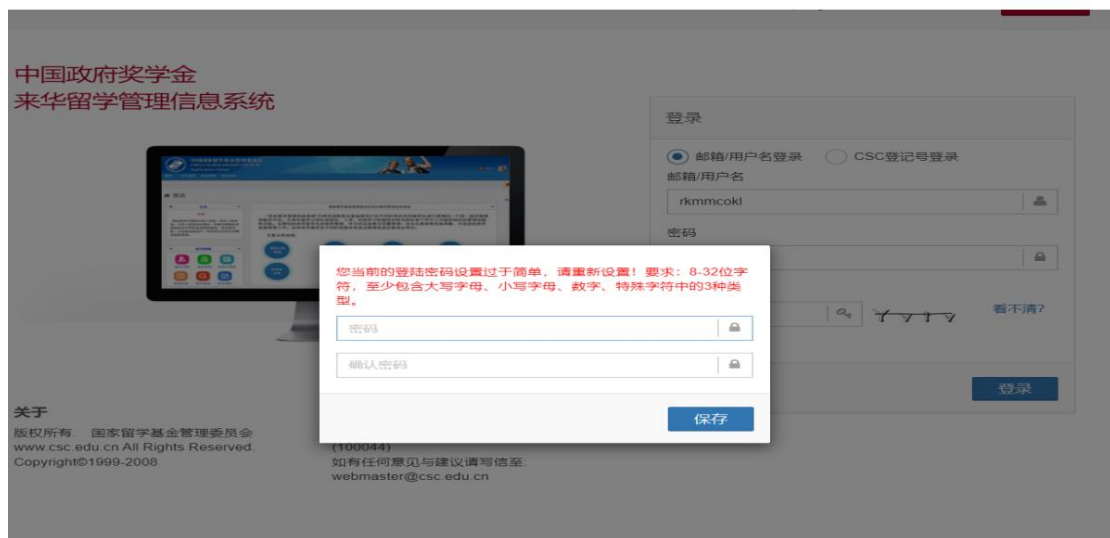 中国政府奖学金
来华留学管理信息系统
登录
邮箱/用户名登录
CSC登记号登录
邮箱/用户名
rkmmcokl
密码
看不清?
登录
您当前的登陆密码设置过于简单，请重新设置！要求：8-32位字
符，至少包含大写字母、小写字母、数字、特殊字符中的3种类
型。
密码
确认密码
保存
关于
版权所有. 国家留学基金管理委员会
www.csc.edu.cn All Rights Reserved.
Copyright©1999-2008
(100044)
如有任何意见与建议请写信至:
webmaster@csc.edu.cn